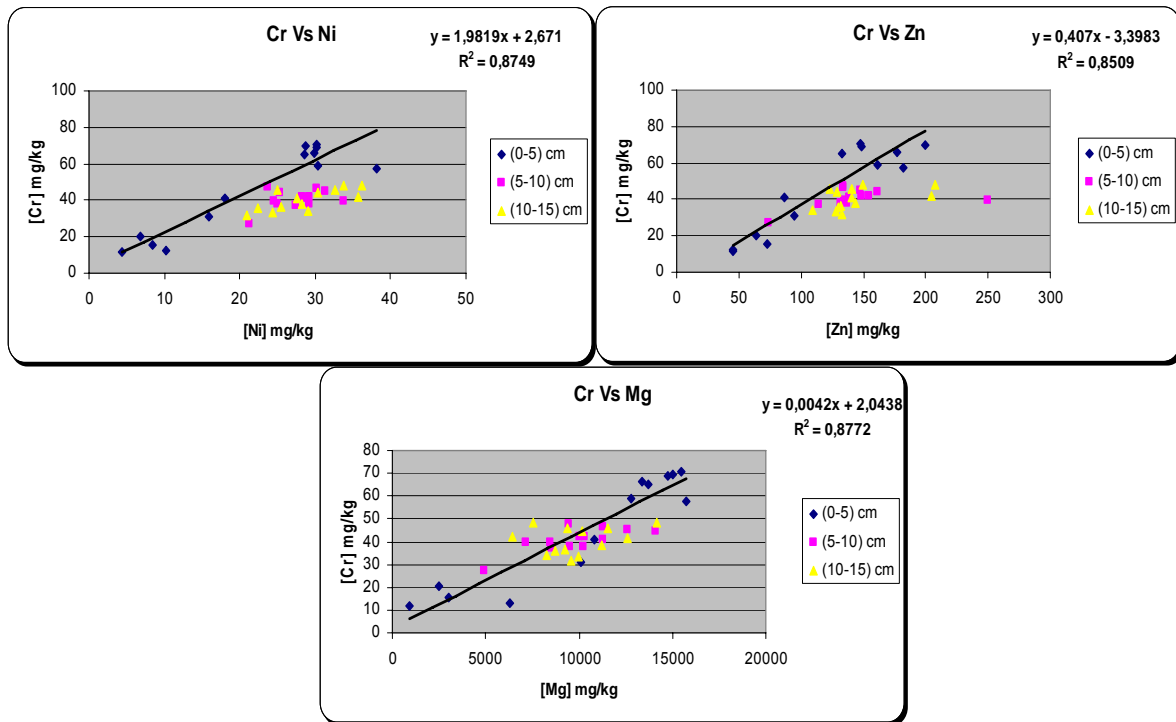 Cr Vs Ni
y = 1,9819x + 2,671
R² = 0,8749
100
80
60
40
20
0
0 10 20 30 40 50
[Cr] mg/kg
[Ni] mg/kg
(0-5) cm
(5-10) cm
(10-15) cm
Cr Vs Zn
y = 0,407x - 3,3983
R² = 0,8509
100
80
60
40
20
0
0 50 100 150 200 250 300
[Cr] mg/kg
[Zn] mg/kg
(0-5) cm
(5-10) cm
(10-15) cm
Cr Vs Mg
y = 0,0042x + 2,0438
R² = 0,8772
80
70
60
50
40
30
20
10
0
0 5000 10000 15000 20000
[Cr] mg/kg
[Mg] mg/kg
(0-5) cm
(5-10) cm
(10-15) cm